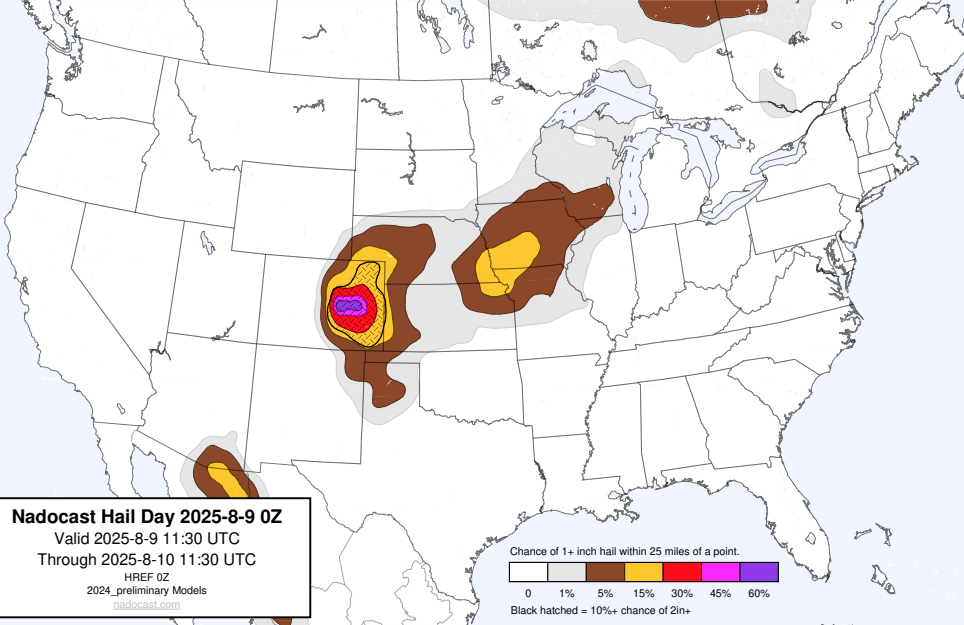 Nadocast Hail Day 2025-8-9 0Z
Valid 2025-8-9 11:30 UTC
Through 2025-8-10 11:30 UTC
HREF 0Z
2024_preliminary Models
nadocast.com
Chance of 1+ inch hail within 25 miles of a point.
0 1% 5% 15% 30% 45% 60%
Black hatched = 10%+ chance of 2in+